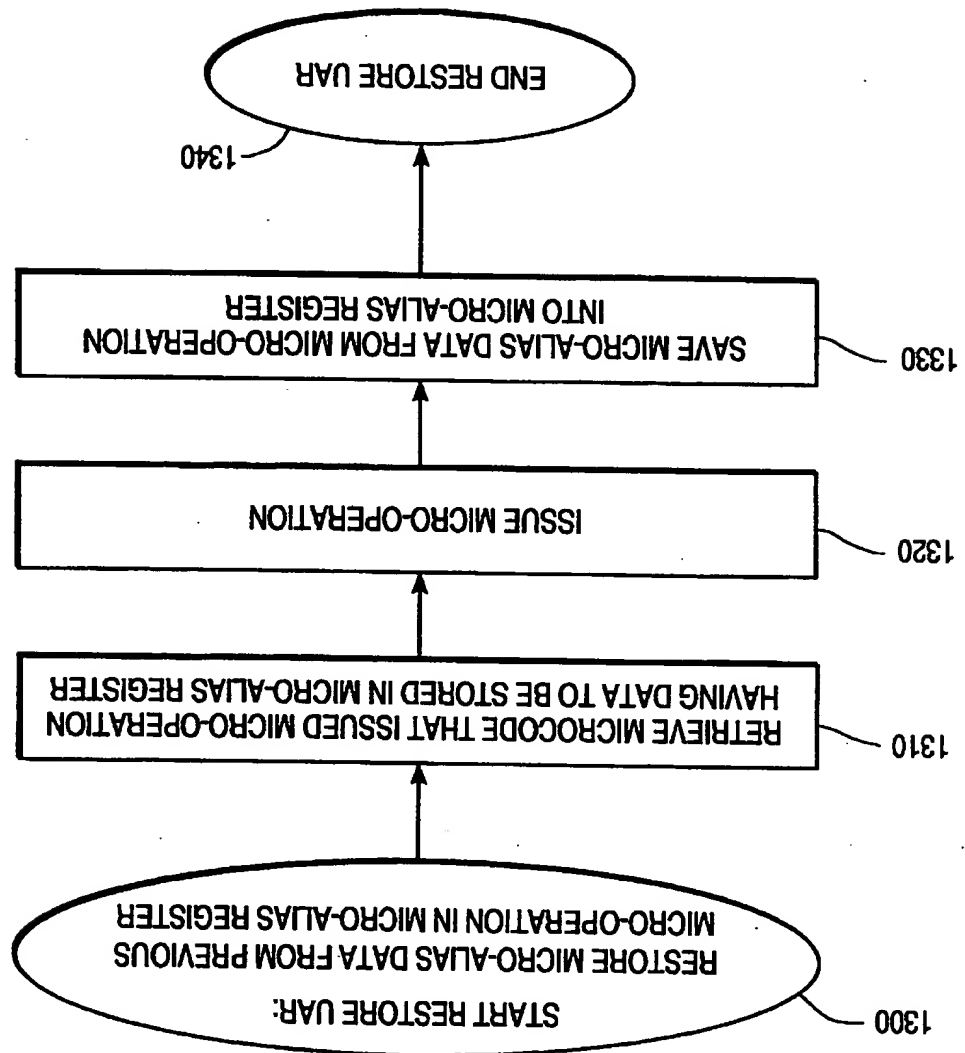 START RESTORE UAR:
RESTORE MICRO-ALIAS DATA FROM PREVIOUS
MICRO-OPERATION IN MICRO-ALIAS REGISTER
1300
RETRIEVE MICROCODE THAT ISSUED MICRO-OPERATION
HAVING DATA TO BE STORED IN MICRO-ALIAS REGISTER
1310
ISSUE MICRO-OPERATION
1320
SAVE MICRO-ALIAS DATA FROM MICRO-OPERATION
INTO MICRO-ALIAS REGISTER
1330
END RESTORE UAR
1340